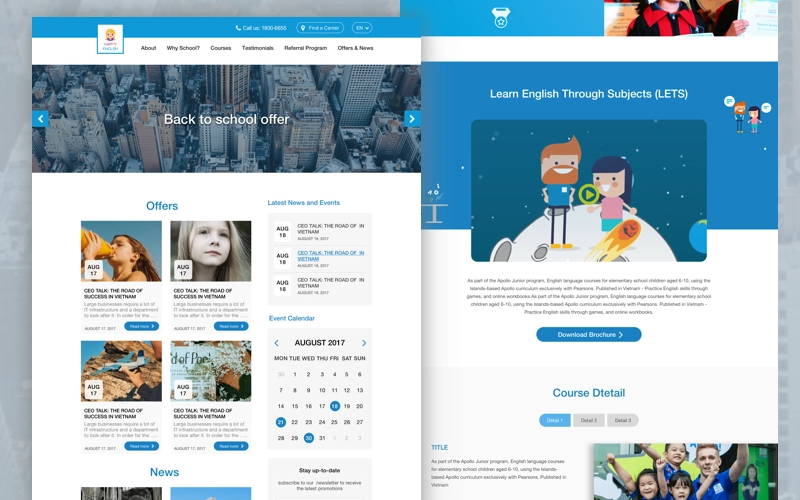 Call us: 1800-6655
Find a Center
EN
HAPPY
ENGLISH
About
Why School?
Courses
Testimonials
Referral Program
Offers & News
Back to school offer
Offers
AUG
17
CEO TALK: THE ROAD OF
SUCCESS IN VIETNAM
Large businesses require a lot of
IT infrastructure and a department
to look after it. In order for the .....
AUGUST 17, 2017
Read more
AUG
17
CEO TALK: THE ROAD OF
SUCCESS IN VIETNAM
Large businesses require a lot of
IT infrastructure and a department
to look after it. In order for the .....
AUGUST 17, 2017
Read more
AUG
17
CEO TALK: THE ROAD OF
SUCCESS IN VIETNAM
Large businesses require a lot of
IT infrastructure and a department
to look after it. In order for the .....
AUGUST 17, 2017
Read more
AUG
17
CEO TALK: THE ROAD OF
SUCCESS IN VIETNAM
Large businesses require a lot of
IT infrastructure and a department
to look after it. In order for the .....
AUGUST 17, 2017
Read more
News
Latest News and Events
AUG
18
CEO TALK: THE ROAD OF IN
VIETNAM
AUGUST 18, 2017
AUG
18
CEO TALK: THE ROAD OF IN
VIETNAM
AUGUST 18, 2017
AUG
18
CEO TALK: THE ROAD OF IN
VIETNAM
AUGUST 18, 2017
Event Calendar
AUGUST 2017
MON TUE WED THU FRI SAT SUN
30 1 2 3 4 5 6
7 8 9 10 11 12 13
14 15 16 17 18 19 20
21 22 23 24 25 26 27
28 29 30 31 1 2 3
Stay up-to-date
subscribe to our newsletter to receive
the latest promotions
Learn English Through Subjects (LETS)
As part of the Apollo Junior program, English language courses for elementary school children aged 6-10, using the
Islands-based Apollo curriculum exclusively with Pearsons. Published in Vietnam - Practice English skills through
games, and online workbooks.As part of the Apollo Junior program, English language courses for elementary school
children aged 6-10, using the Islands-based Apollo curriculum exclusively with Pearsons. Published in Vietnam -
Practice English skills through games, and online workbooks.
Download Brochure
Course Dtetail
Detail 1
Detail 2
Detail 3
TITLE
As part of the Apollo Junior program, English language courses
for elementary school children aged 6-10, using the Islands-
based Apollo curriculum exclusively with Pearsons. Published in
Vietnam